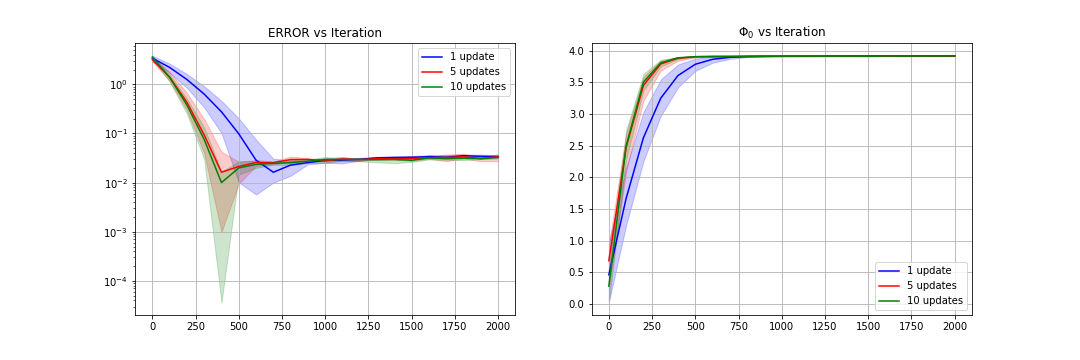 ERROR vs Iteration
10⁰
10⁻¹
10⁻²
10⁻³
10⁻⁴
0 250 500 750 1000 1250 1500 1750 2000
1 update
5 updates
10 updates
Φ₀ vs Iteration
4.0
3.5
3.0
2.5
2.0
1.5
1.0
0.5
0.0
0 250 500 750 1000 1250 1500 1750 2000
1 update
5 updates
10 updates